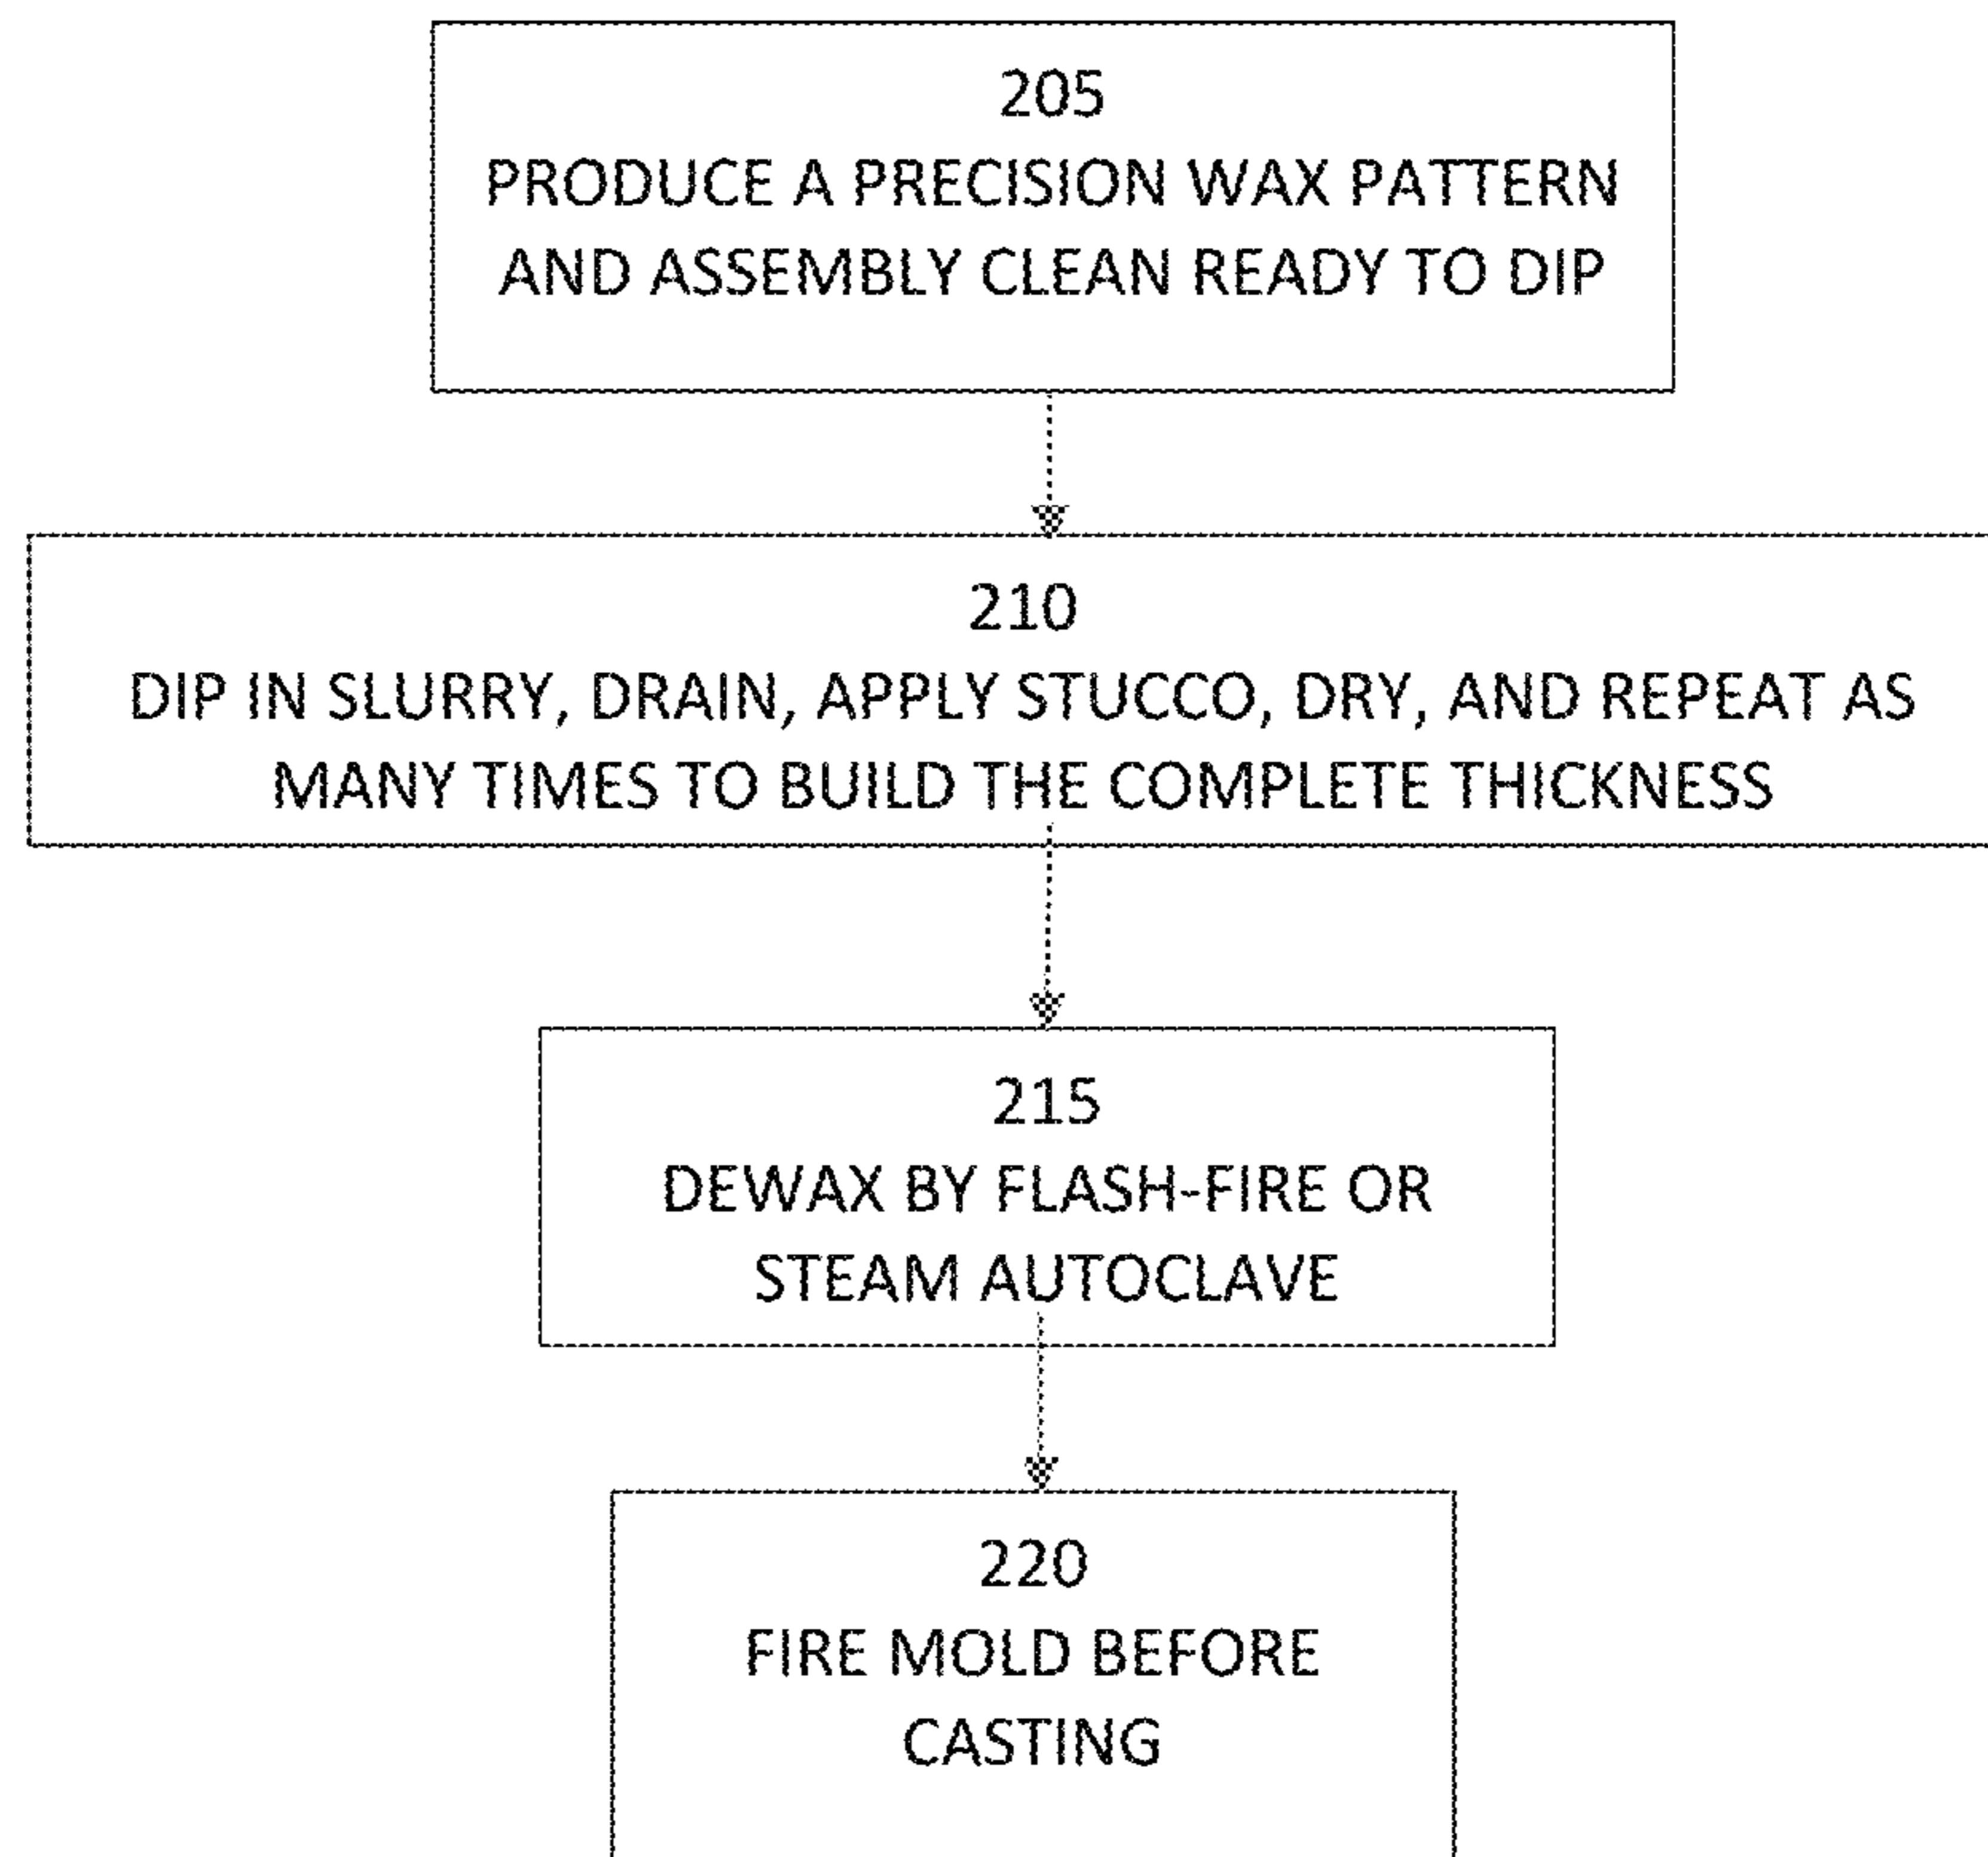 205
PRODUCE A PRECISION WAX PATTERN
AND ASSEMBLY CLEAN READY TO DIP
210
DIP IN SLURRY, DRAIN, APPLY STUCCO, DRY, AND REPEAT AS
MANY TIMES TO BUILD THE COMPLETE THICKNESS
215
DEWAX BY FLASH-FIRE OR
STEAM AUTOCLAVE
220
FIRE MOLD BEFORE
CASTING